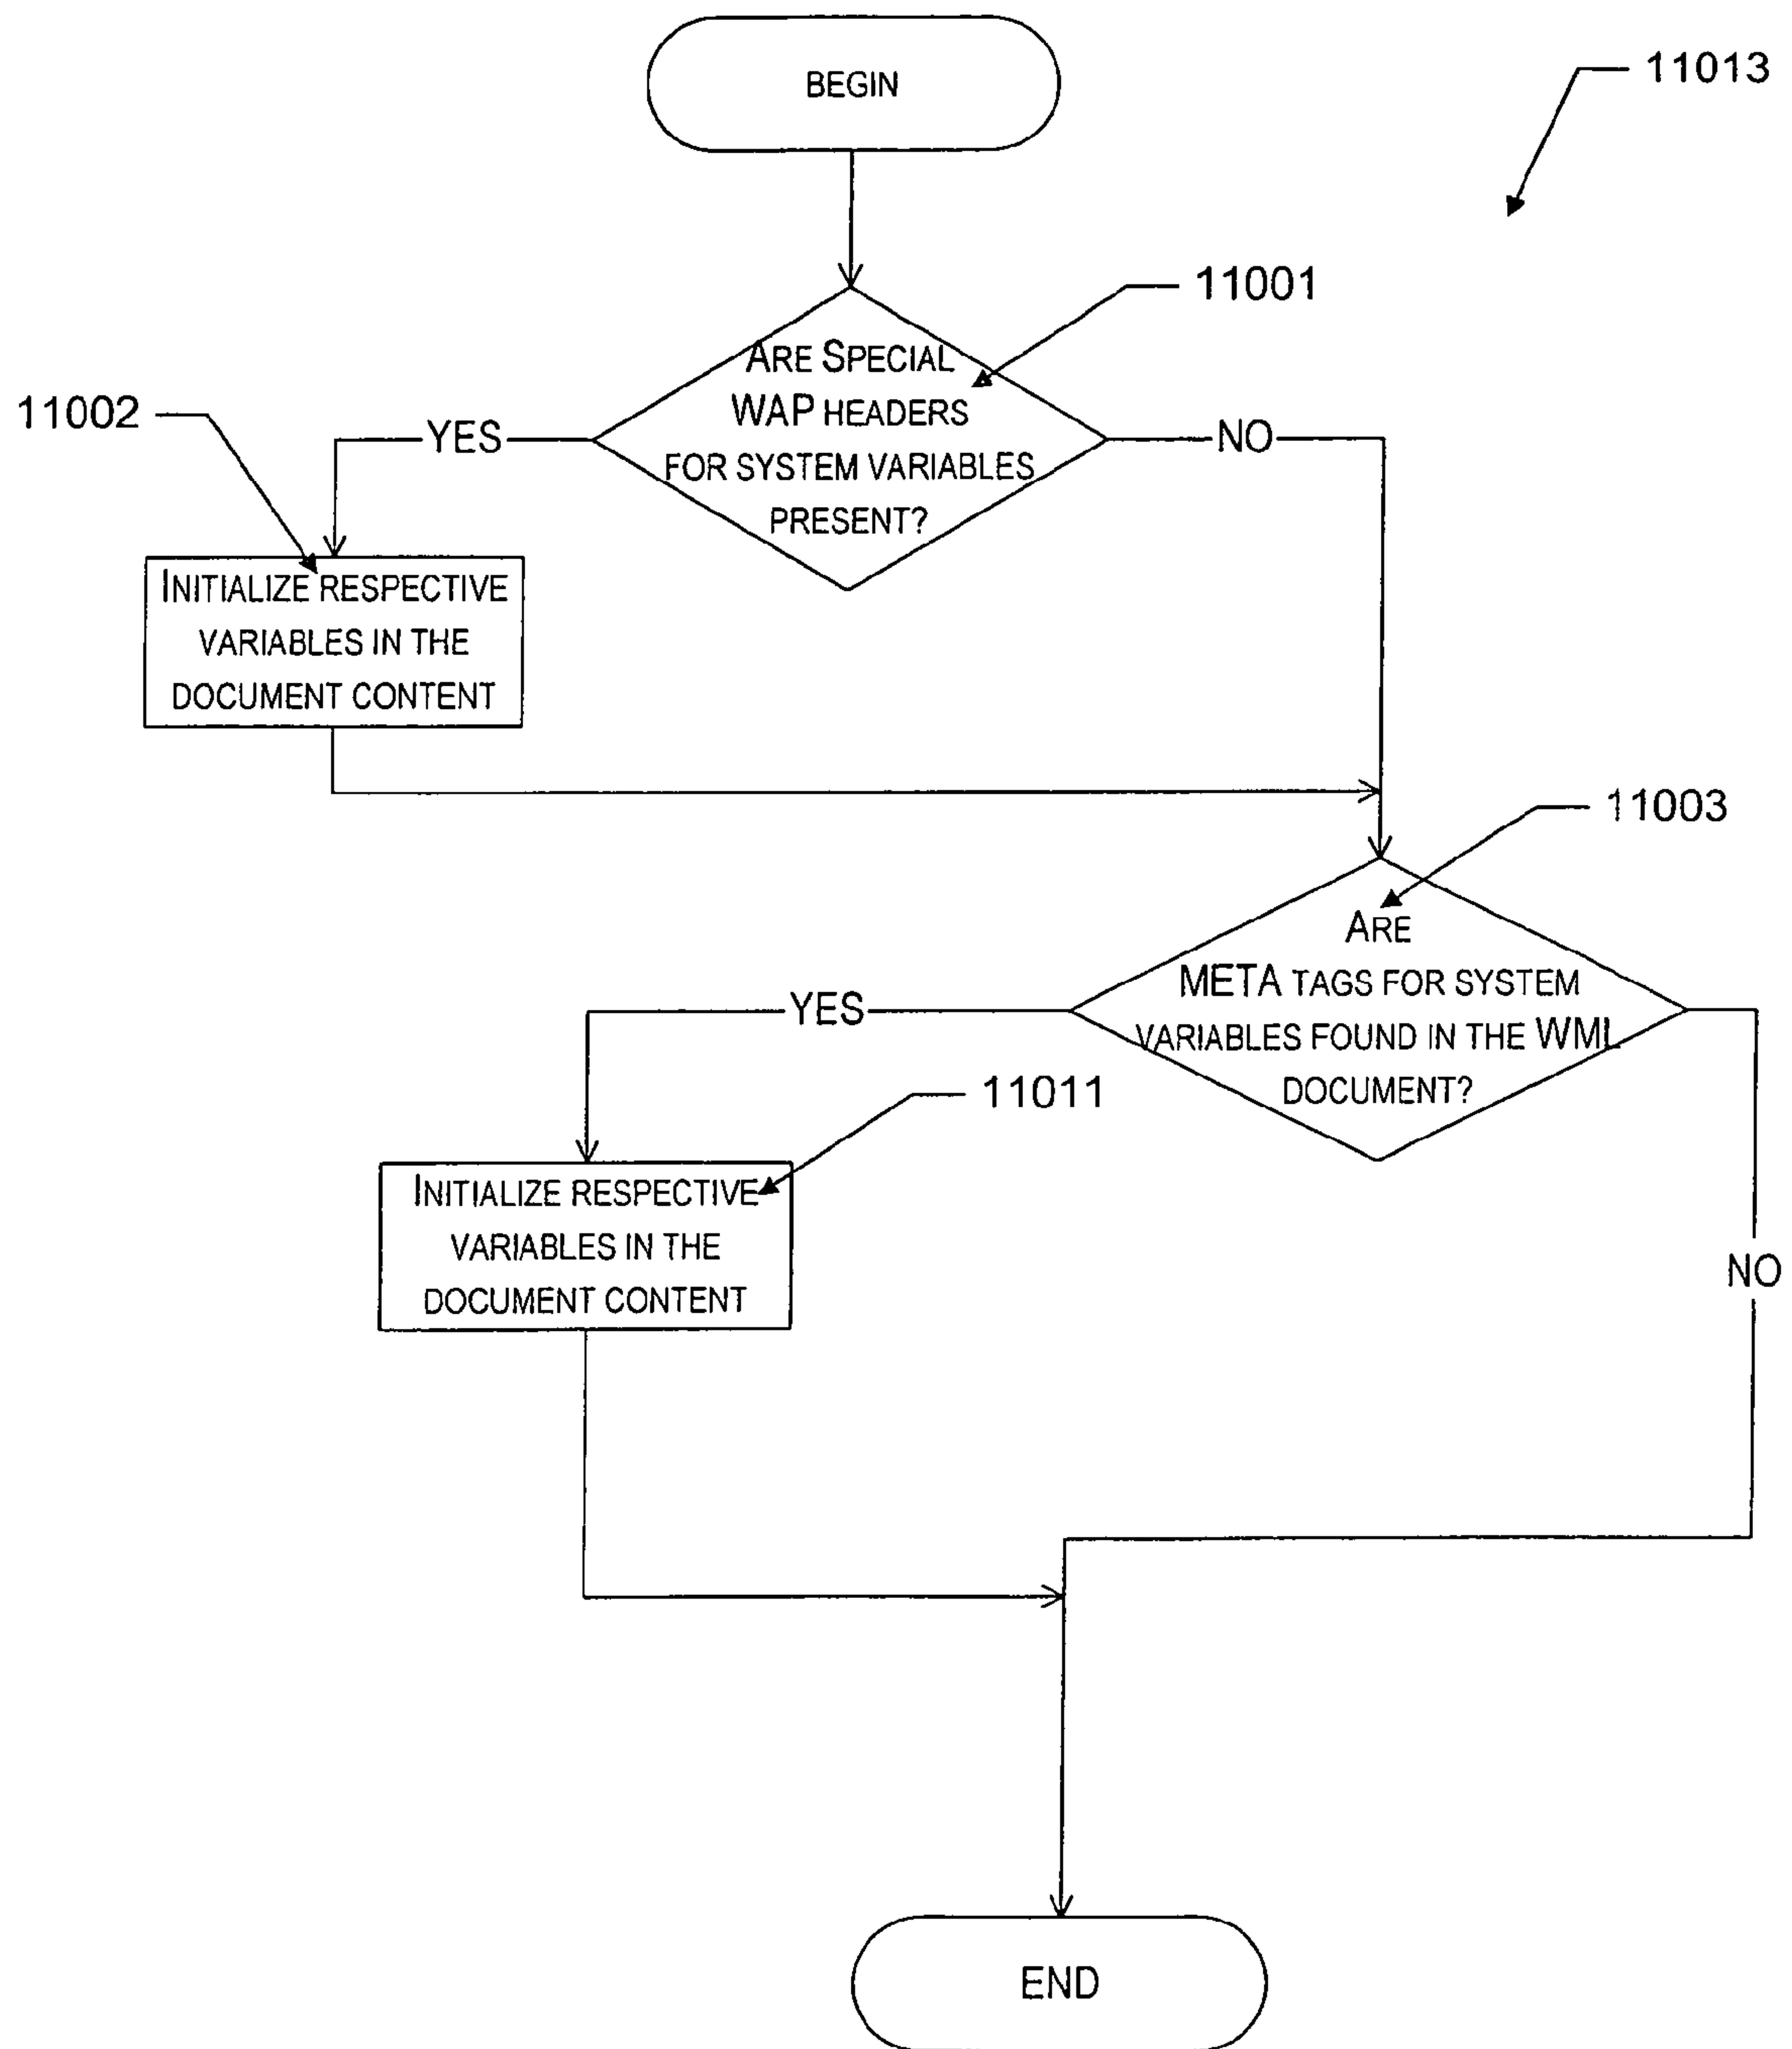 BEGIN
11013
11001
ARE SPECIAL
WAP HEADERS
FOR SYSTEM VARIABLES
PRESENT?
11002
YES
NO
INITIALIZE RESPECTIVE
VARIABLES IN THE
DOCUMENT CONTENT
11003
ARE
META TAGS FOR SYSTEM
VARIABLES FOUND IN THE WML
DOCUMENT?
YES
11011
INITIALIZE RESPECTIVE
VARIABLES IN THE
DOCUMENT CONTENT
NO
END